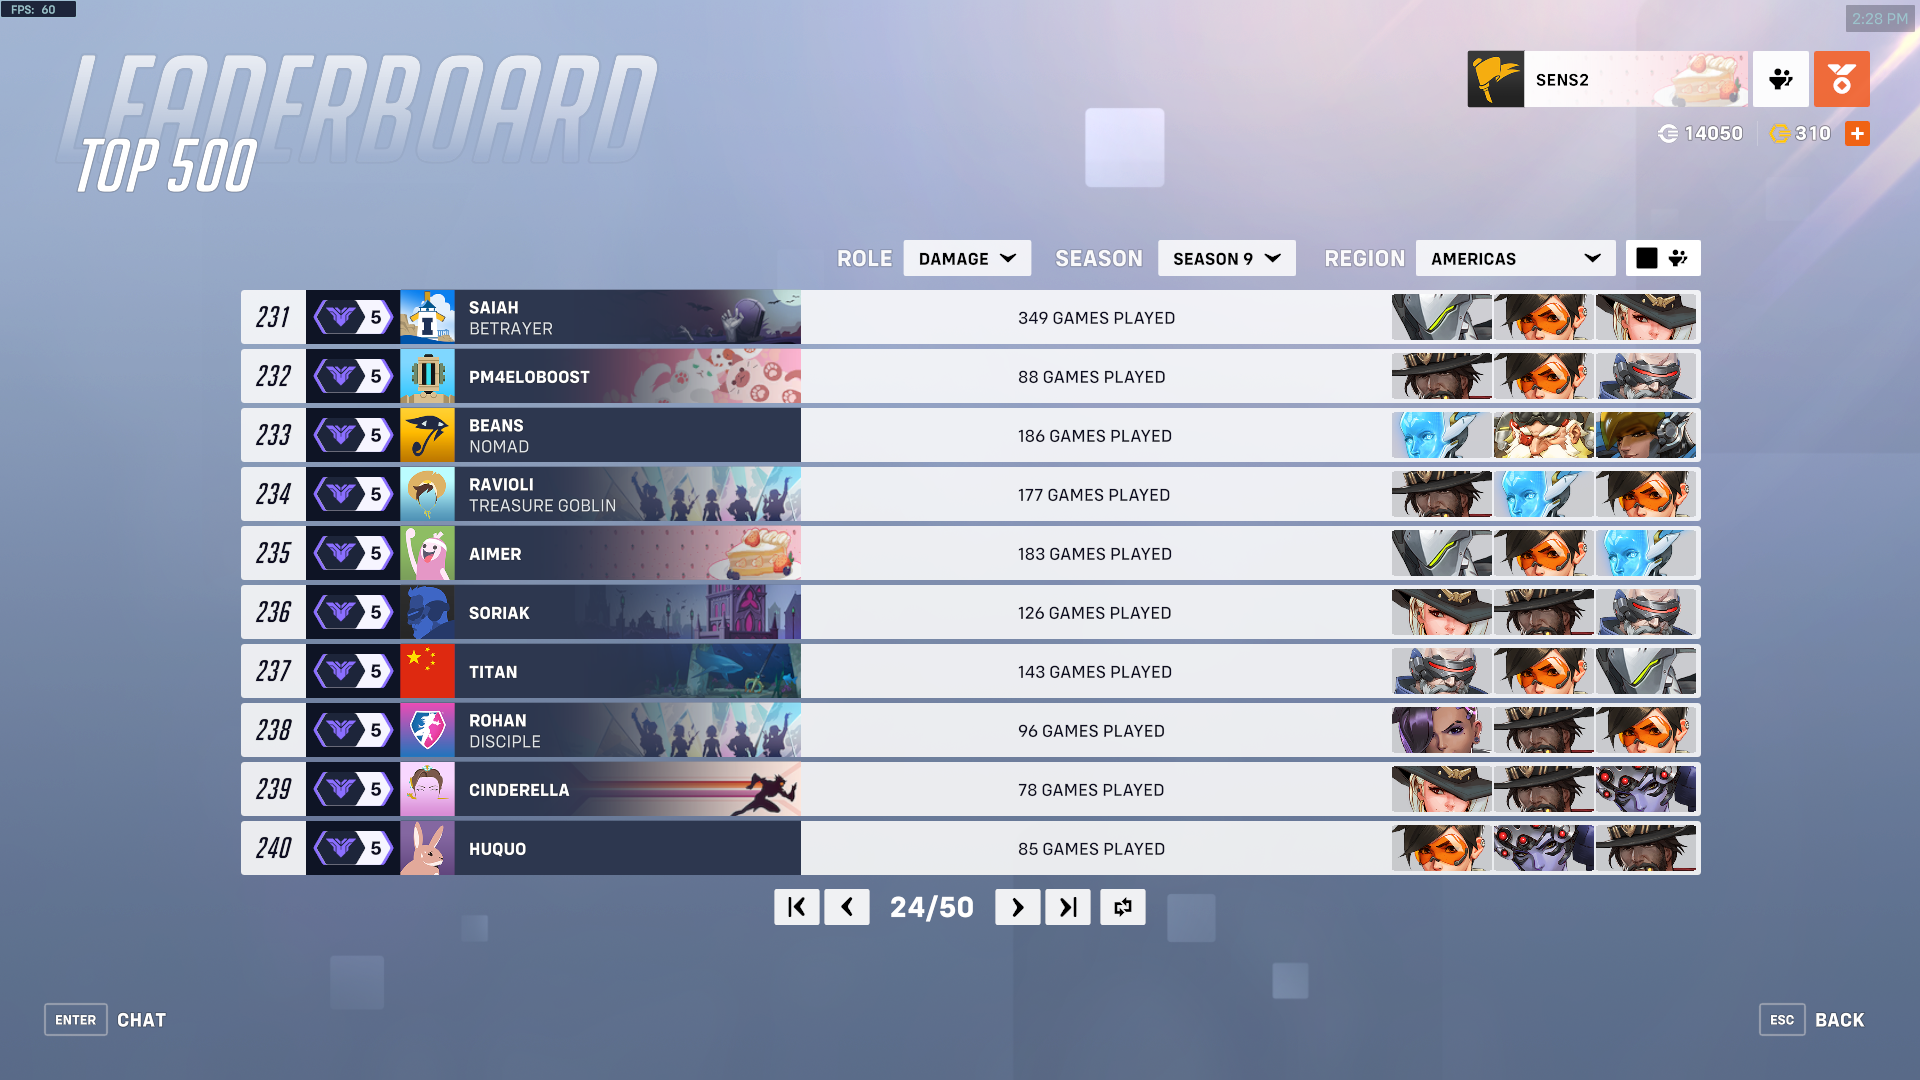 FPS: 60
2:28 PM
LEADERBOARD
TOP 500
SENS2
14050
310
ROLE DAMAGE SEASON SEASON 9 REGION AMERICAS
231 5 SAIAH 349 GAMES PLAYED
BETRAYER
232 5 PM4ELOBOOST 88 GAMES PLAYED
233 5 BEANS 186 GAMES PLAYED
NOMAD
234 5 RAVIOLI 177 GAMES PLAYED
TREASURE GOBLIN
235 5 AIMER 183 GAMES PLAYED
236 5 SORIAK 126 GAMES PLAYED
237 5 TITAN 143 GAMES PLAYED
238 5 ROHAN 96 GAMES PLAYED
DISCIPLE
239 5 CINDERELLA 78 GAMES PLAYED
240 5 HUQUO 85 GAMES PLAYED
24/50
ENTER CHAT
ESC BACK